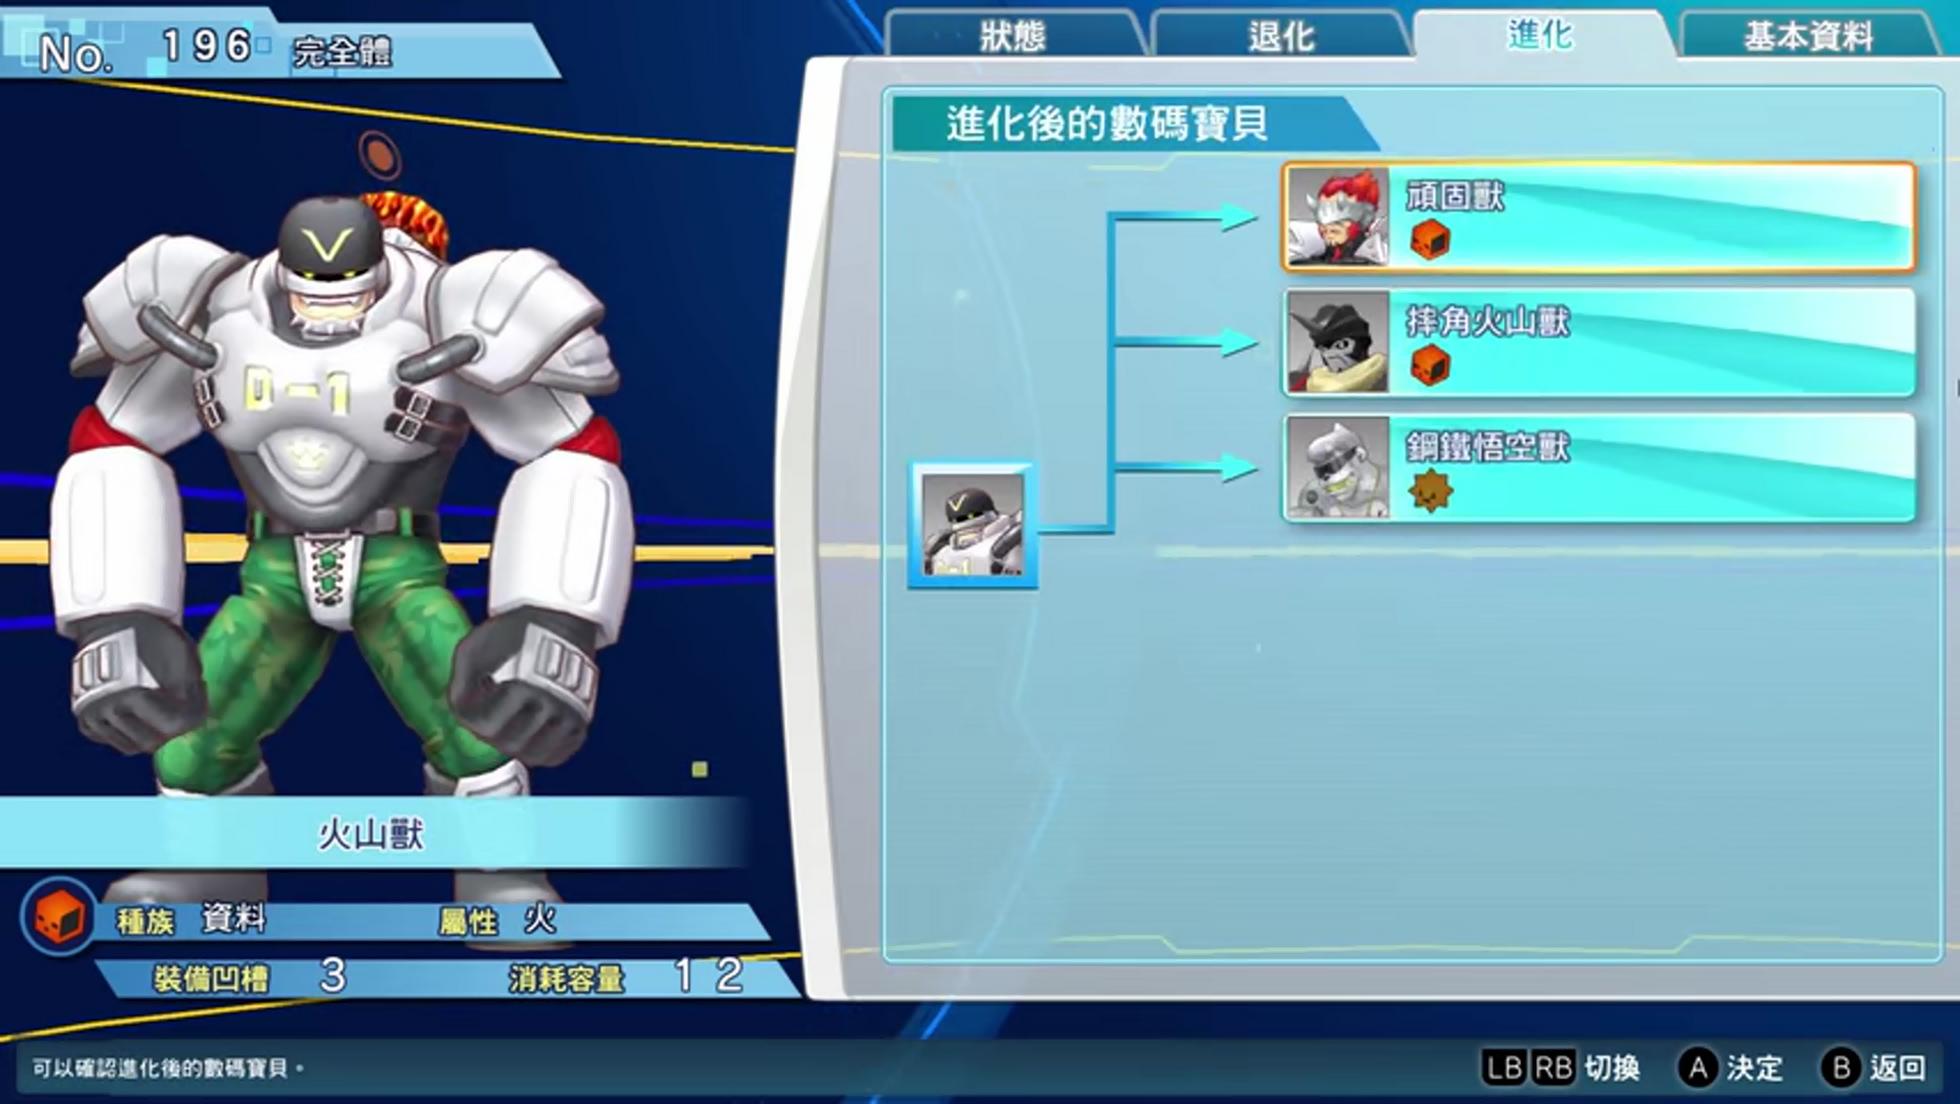 No. 196 完全體
狀態 退化 進化 基本資料
進化後的數碼寶貝
頑固獸
摔角火山獸
鋼鐵悟空獸
V
D-1
火山獸
種族 資料 屬性 火
裝備凹槽 3 消耗容量 12
可以確認進化後的數碼寶貝。
LB RB 切換 A 決定 B 返回